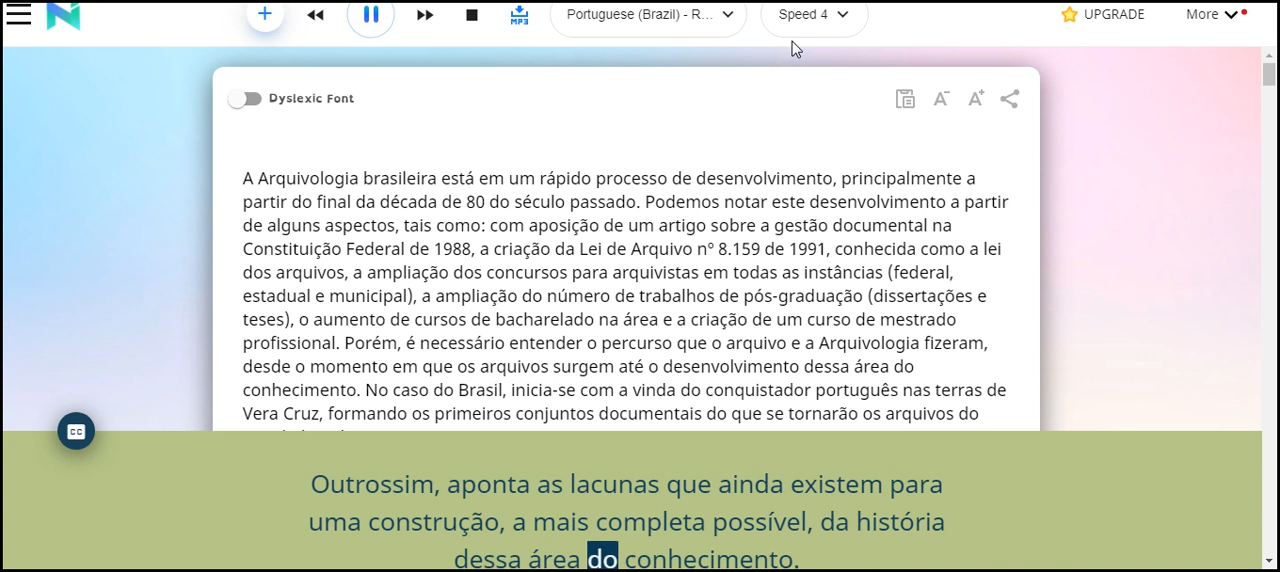 Portuguese (Brazil) - R...
Speed 4
UPGRADE
More
MP3
Dyslexic Font
A-
A+
A Arquivologia brasileira está em um rápido processo de desenvolvimento, principalmente a
partir do final da década de 80 do século passado. Podemos notar este desenvolvimento a partir
de alguns aspectos, tais como: com aposição de um artigo sobre a gestão documental na
Constituição Federal de 1988, a criação da Lei de Arquivo nº 8.159 de 1991, conhecida como a lei
dos arquivos, a ampliação dos concursos para arquivistas em todas as instâncias (federal,
estadual e municipal), a ampliação do número de trabalhos de pós-graduação (dissertações e
teses), o aumento de cursos de bacharelado na área e a criação de um curso de mestrado
profissional. Porém, é necessário entender o percurso que o arquivo e a Arquivologia fizeram,
desde o momento em que os arquivos surgem até o desenvolvimento dessa área do
conhecimento. No caso do Brasil, inicia-se com a vinda do conquistador português nas terras de
Vera Cruz, formando os primeiros conjuntos documentais do que se tornarão os arquivos do
CC
Outrossim, aponta as lacunas que ainda existem para
uma construção, a mais completa possível, da história
dessa área do conhecimento.